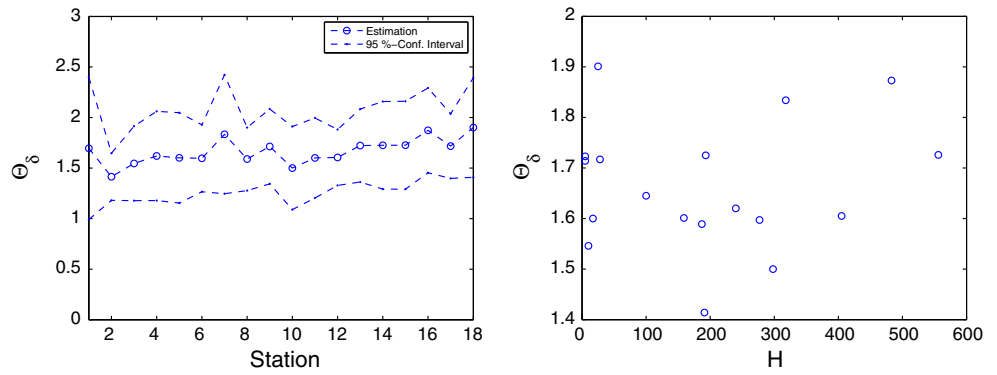 3
2.5
2
1.5
1
0.5
0
Θδ
2 4 6 8 10 12 14 16 18
Station
Estimation
95 %−Conf. Interval
2
1.9
1.8
1.7
1.6
1.5
1.4
Θδ
0 100 200 300 400 500 600
H